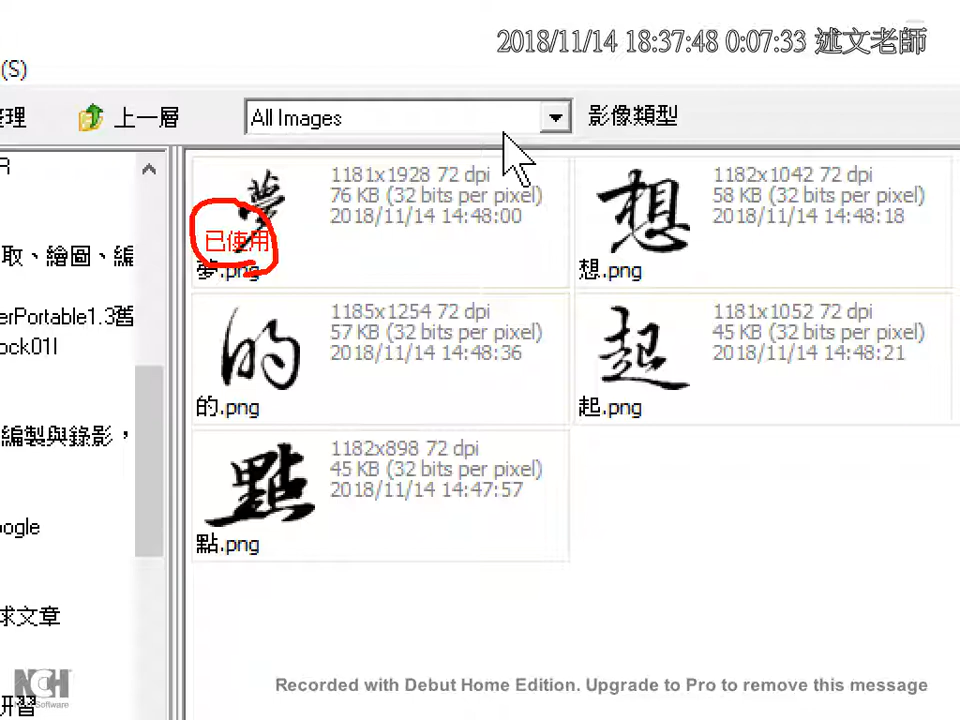 2018/11/14 18:37:48 0:07:33 述文老師
(S)
整理 上一層 All Images 影像類型
R
取、繪圖、編
erPortable1.3舊
ock01l
編製與錄影，
oogle
球文章
研習
夢
已使用
夢.png
1181x1928 72 dpi
76 KB (32 bits per pixel)
2018/11/14 14:48:00
想
想.png
1182x1042 72 dpi
58 KB (32 bits per pixel)
2018/11/14 14:48:18
的
的.png
1185x1254 72 dpi
57 KB (32 bits per pixel)
2018/11/14 14:48:36
起
起.png
1181x1052 72 dpi
45 KB (32 bits per pixel)
2018/11/14 14:48:21
點
點.png
1182x898 72 dpi
45 KB (32 bits per pixel)
2018/11/14 14:47:57
NCH Software
Recorded with Debut Home Edition. Upgrade to Pro to remove this message